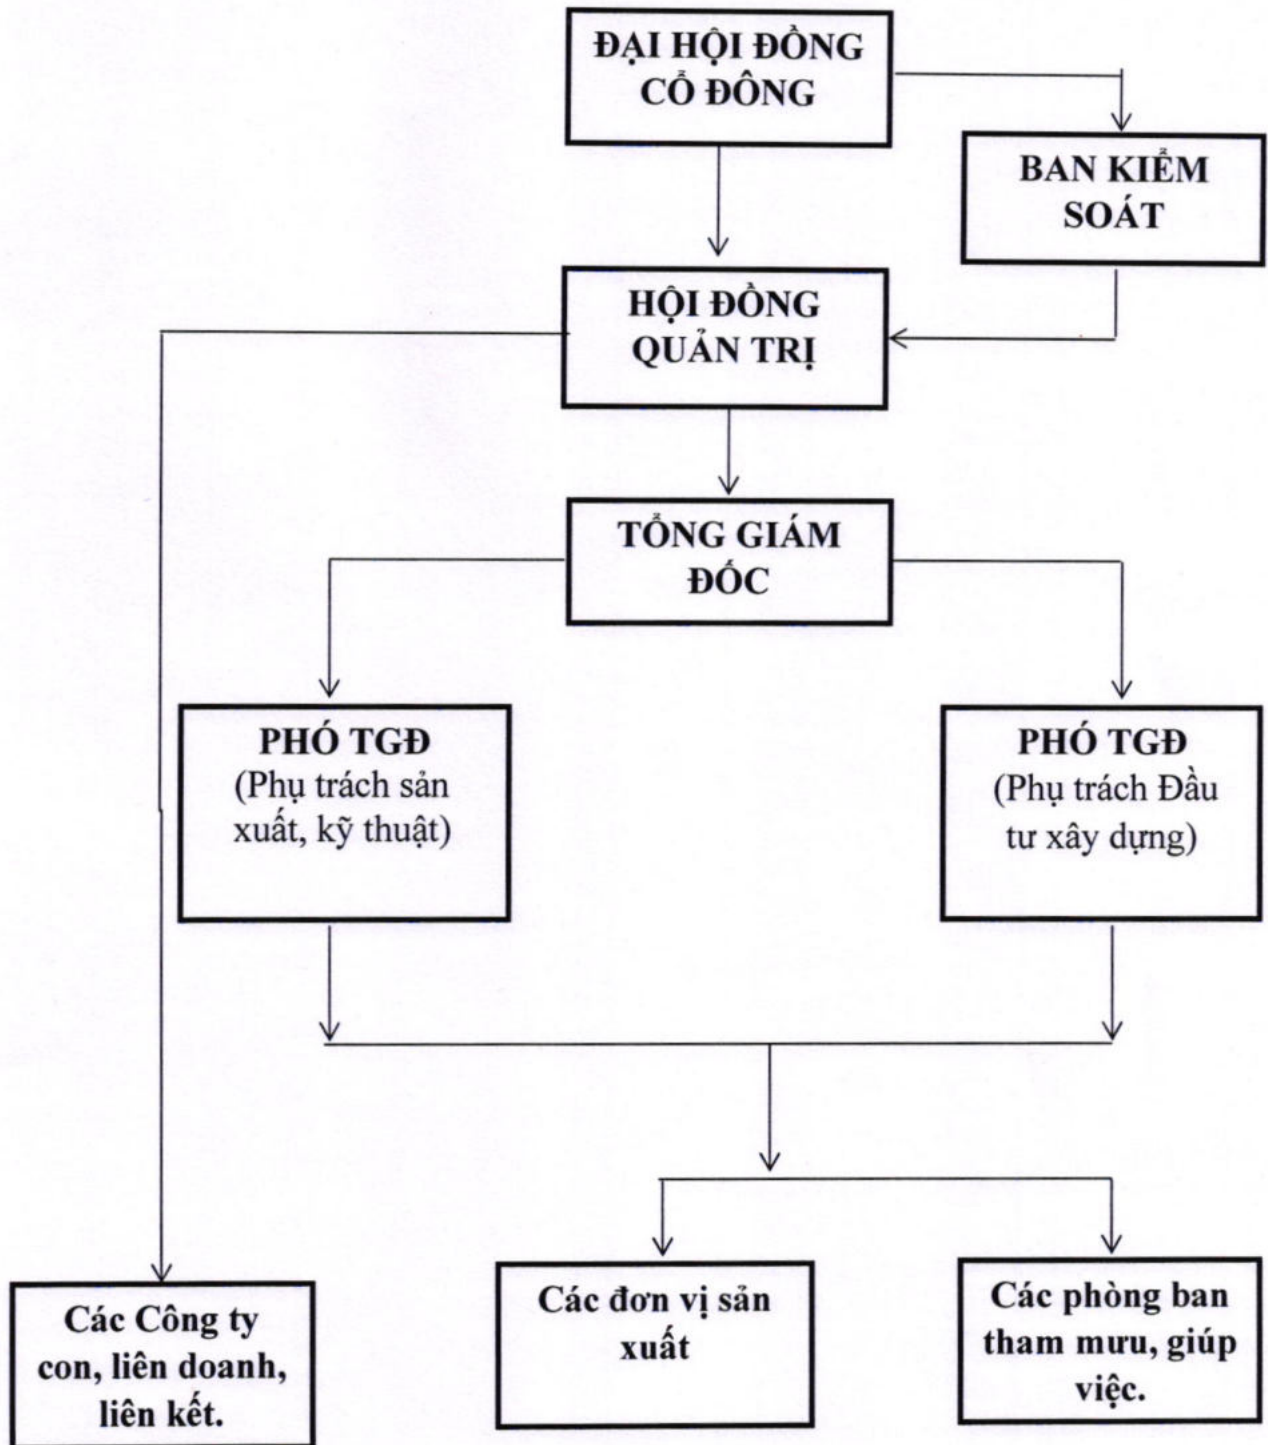 ĐẠI HỘI ĐỒNG
CỔ ĐÔNG
BAN KIỂM
SOÁT
HỘI ĐỒNG
QUẢN TRỊ
TỔNG GIÁM
ĐỐC
PHÓ TGĐ
(Phụ trách sản
xuất, kỹ thuật)
PHÓ TGĐ
(Phụ trách Đầu
tư xây dựng)
Các Công ty
con, liên doanh,
liên kết.
Các đơn vị sản
xuất
Các phòng ban
tham mưu, giúp
việc.